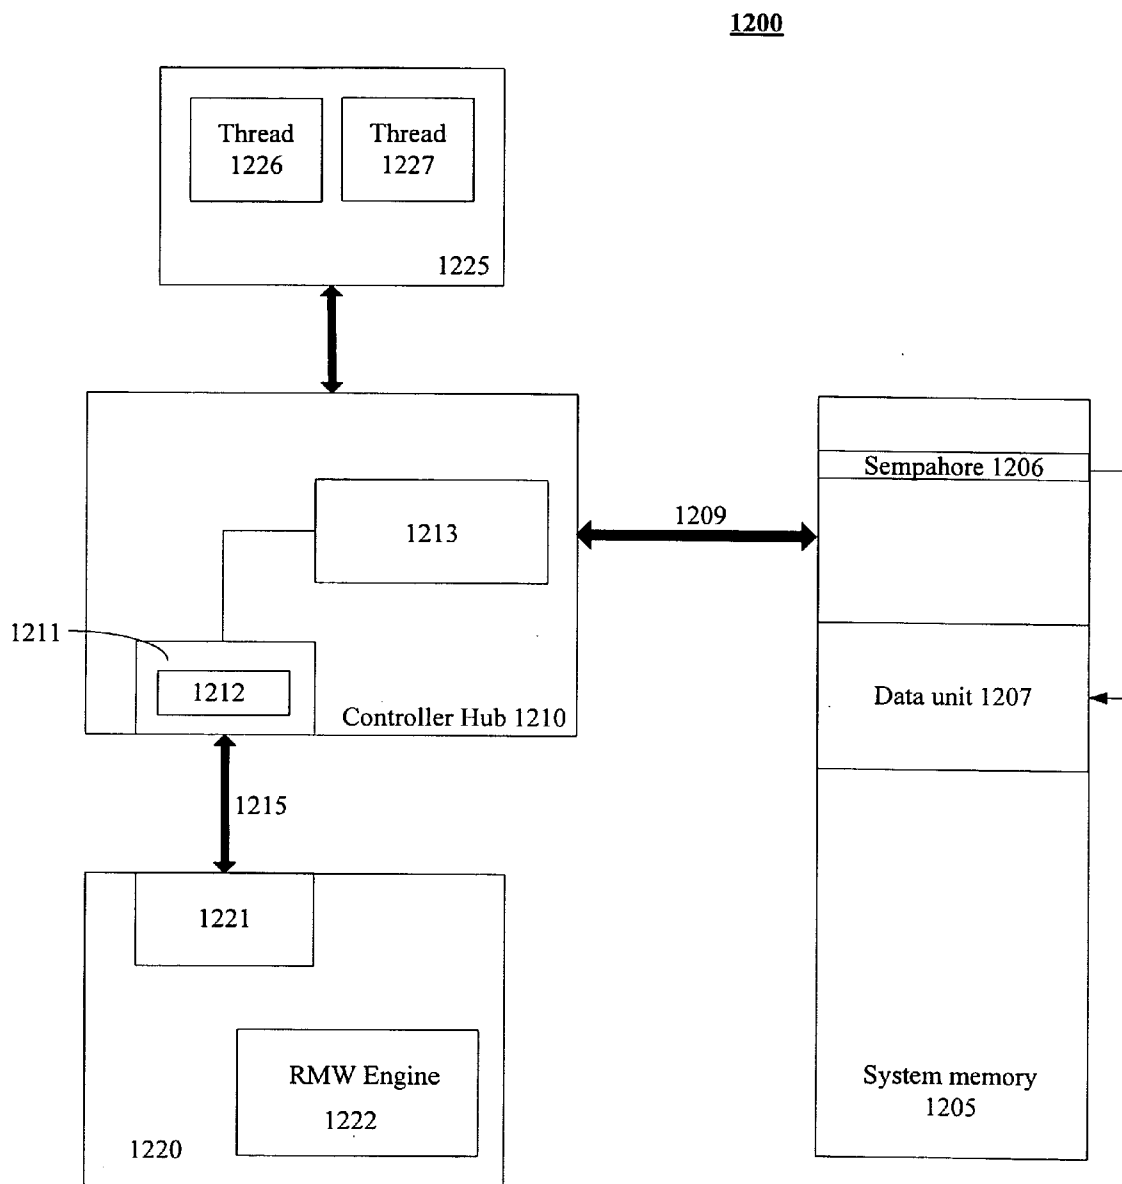 1200
Thread
1226
Thread
1227
1225
Sempahore 1206
1209
1213
1211
1212
Controller Hub 1210
Data unit 1207
1215
1221
RMW Engine
1222
1220
System memory
1205